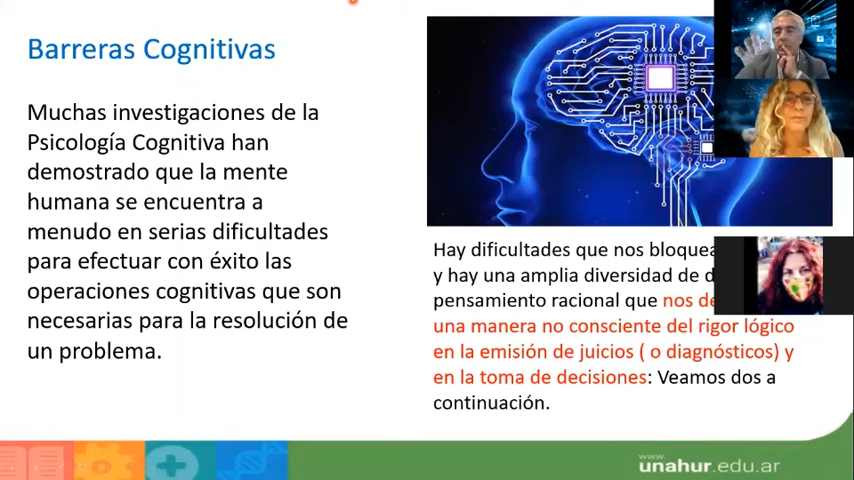 Barreras Cognitivas
Muchas investigaciones de la
Psicología Cognitiva han
demostrado que la mente
humana se encuentra a
menudo en serias dificultades
para efectuar con éxito las
operaciones cognitivas que son
necesarias para la resolución de
un problema.
Hay dificultades que nos
y hay una amplia diversidad de
pensamiento racional que nos
una manera no consciente del rigor lógico
en la emisión de juicios ( o diagnósticos) y
en la toma de decisiones: Veamos dos a
continuación.
www.
unahur.edu.ar